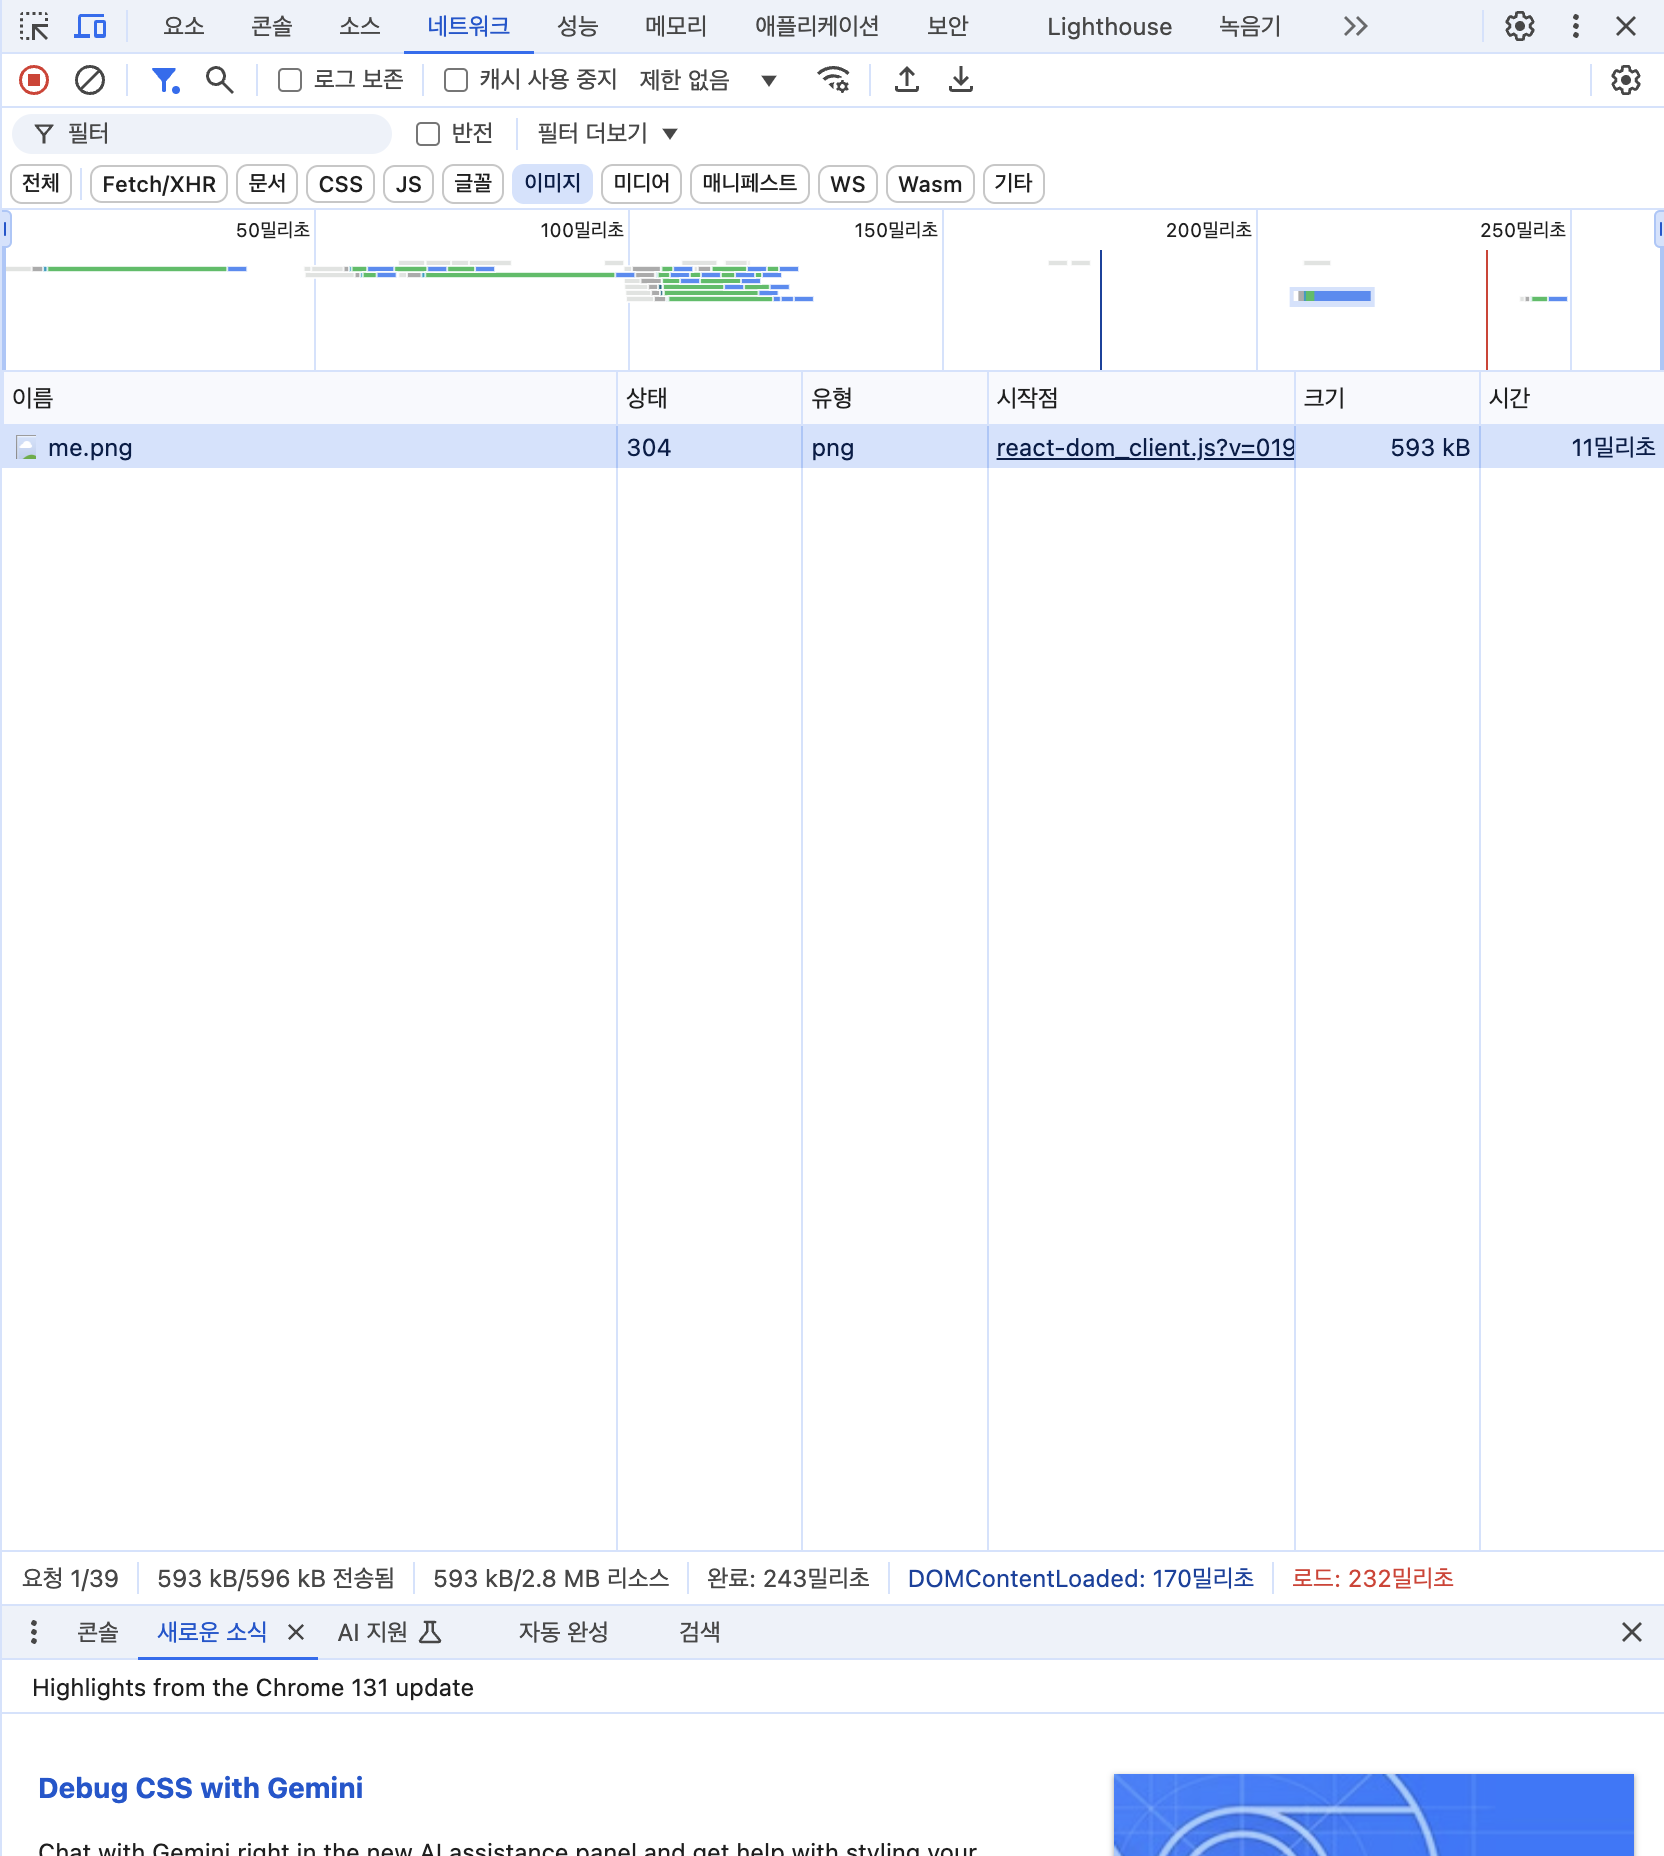 요소 콘솔 소스 네트워크 성능 메모리 애플리케이션 보안 Lighthouse 녹음기
로그 보존 캐시 사용 중지 제한 없음
필터 반전 필터 더보기
전체 Fetch/XHR 문서 CSS JS 글꼴 이미지 미디어 매니페스트 WS Wasm 기타
50밀리초 100밀리초 150밀리초 200밀리초 250밀리초
이름 상태 유형 시작점 크기 시간
me.png 304 png react-dom_client.js?v=019 593 kB 11밀리초
요청 1/39 593 kB/596 kB 전송됨 593 kB/2.8 MB 리소스 완료: 243밀리초 DOMContentLoaded: 170밀리초 로드: 232밀리초
콘솔 새로운 소식 AI 지원 자동 완성 검색
Highlights from the Chrome 131 update
Debug CSS with Gemini
Chat with Gemini right in the new AI assistance panel and get help with styling your